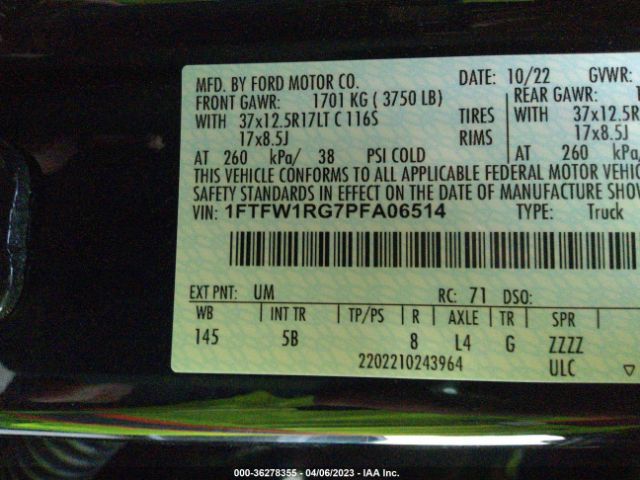 MFD. BY FORD MOTOR CO. DATE: 10/22 GVWR:
FRONT GAWR: 1701 KG ( 3750 LB) REAR GAWR:
WITH 37x12.5R17LT C 116S TIRES WITH 37x12.5R
17x8.5J RIMS 17x8.5J
AT 260 kPa/ 38 PSI COLD AT 260 kPa/
THIS VEHICLE CONFORMS TO ALL APPLICABLE FEDERAL MOTOR VEHIC
SAFETY STANDARDS IN EFFECT ON THE DATE OF MANUFACTURE SHOW
VIN: 1FTFW1RG7PFA06514 TYPE: Truck
EXT PNT: UM RC: 71 DSO:
WB INT TR TP/PS R AXLE TR SPR
145 5B 8 L4 G ZZZZ
2202210243964 ULC
000-36278355 - 04/06/2023 - IAA Inc.